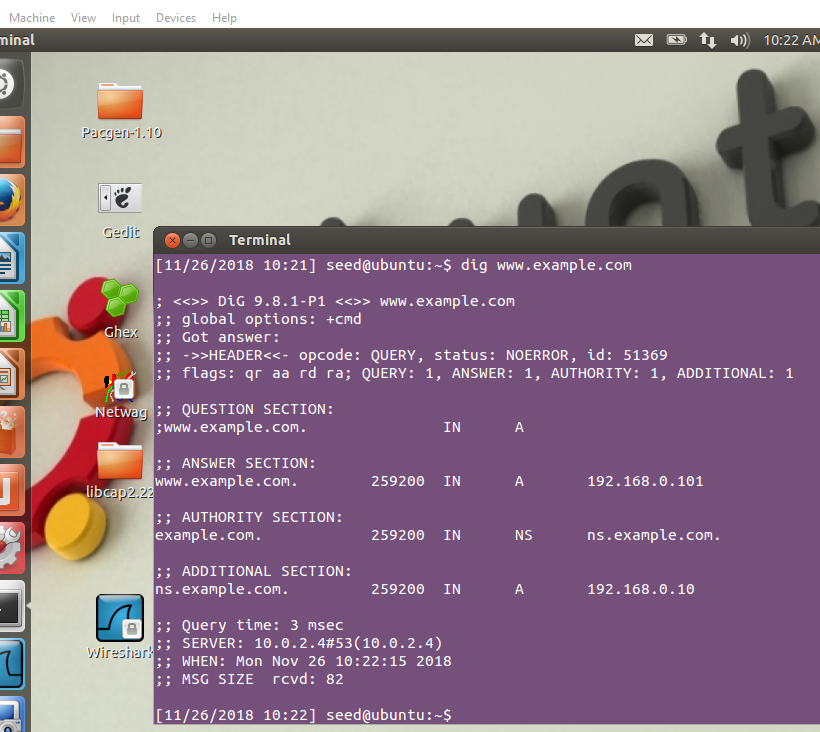 Machine View Input Devices Help
minal 10:22 AM
Pacgen-1.10
Gedit
Ghex
Netwag
libcap2.22
Wireshark
Terminal
[11/26/2018 10:21] seed@ubuntu:~$ dig www.example.com
; <<>> DiG 9.8.1-P1 <<>> www.example.com
;; global options: +cmd
;; Got answer:
;; ->>HEADER<<- opcode: QUERY, status: NOERROR, id: 51369
;; flags: qr aa rd ra; QUERY: 1, ANSWER: 1, AUTHORITY: 1, ADDITIONAL: 1
;; QUESTION SECTION:
;www.example.com. IN A
;; ANSWER SECTION:
www.example.com. 259200 IN A 192.168.0.101
;; AUTHORITY SECTION:
example.com. 259200 IN NS ns.example.com.
;; ADDITIONAL SECTION:
ns.example.com. 259200 IN A 192.168.0.10
;; Query time: 3 msec
;; SERVER: 10.0.2.4#53(10.0.2.4)
;; WHEN: Mon Nov 26 10:22:15 2018
;; MSG SIZE rcvd: 82
[11/26/2018 10:22] seed@ubuntu:~$